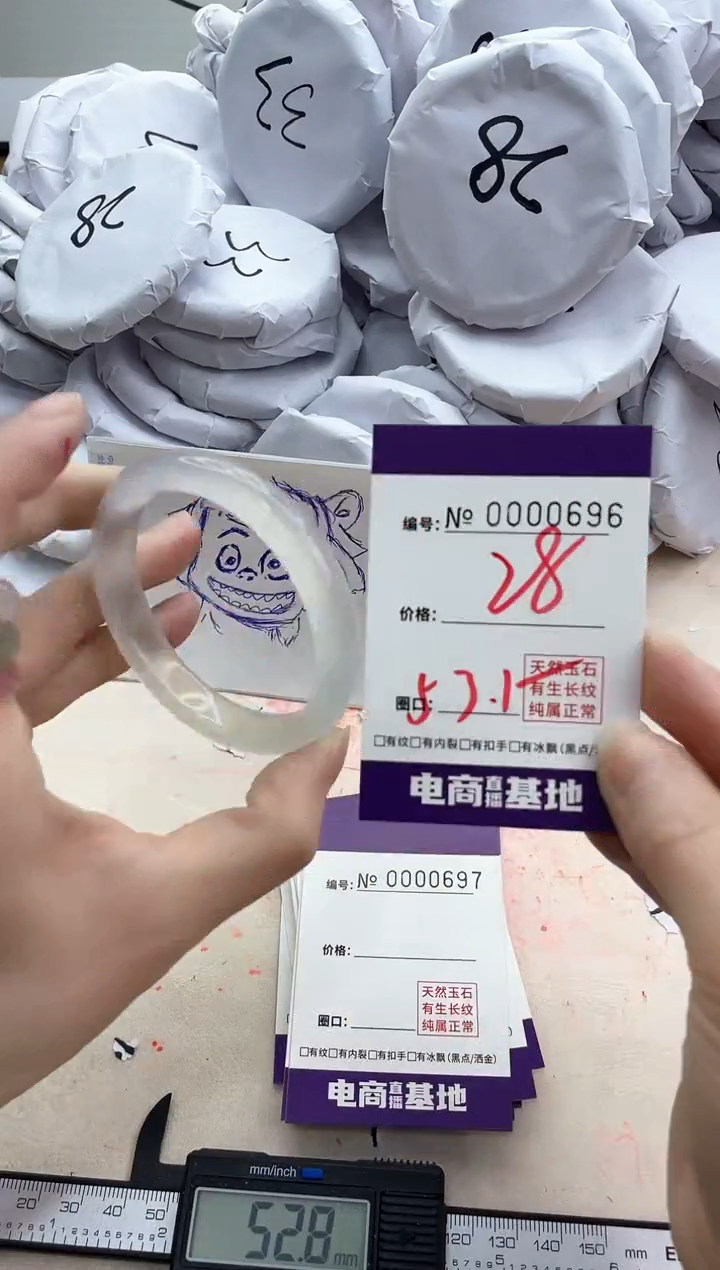 33
28
28
编号: № 0000696
28
价格:
天然玉石
有生长纹
纯属正常
圈口: 53.1
□有纹□有内裂□有扣手□有冰飘(黑点/
电商直播基地
编号: № 0000697
价格:
天然玉石
有生长纹
纯属正常
圈口:
□有纹□有内裂□有扣手□有冰飘(黑点/洒金)
电商直播基地
mm/inch
20 30 40 50
52.8 mm
120 130 140 150 mm